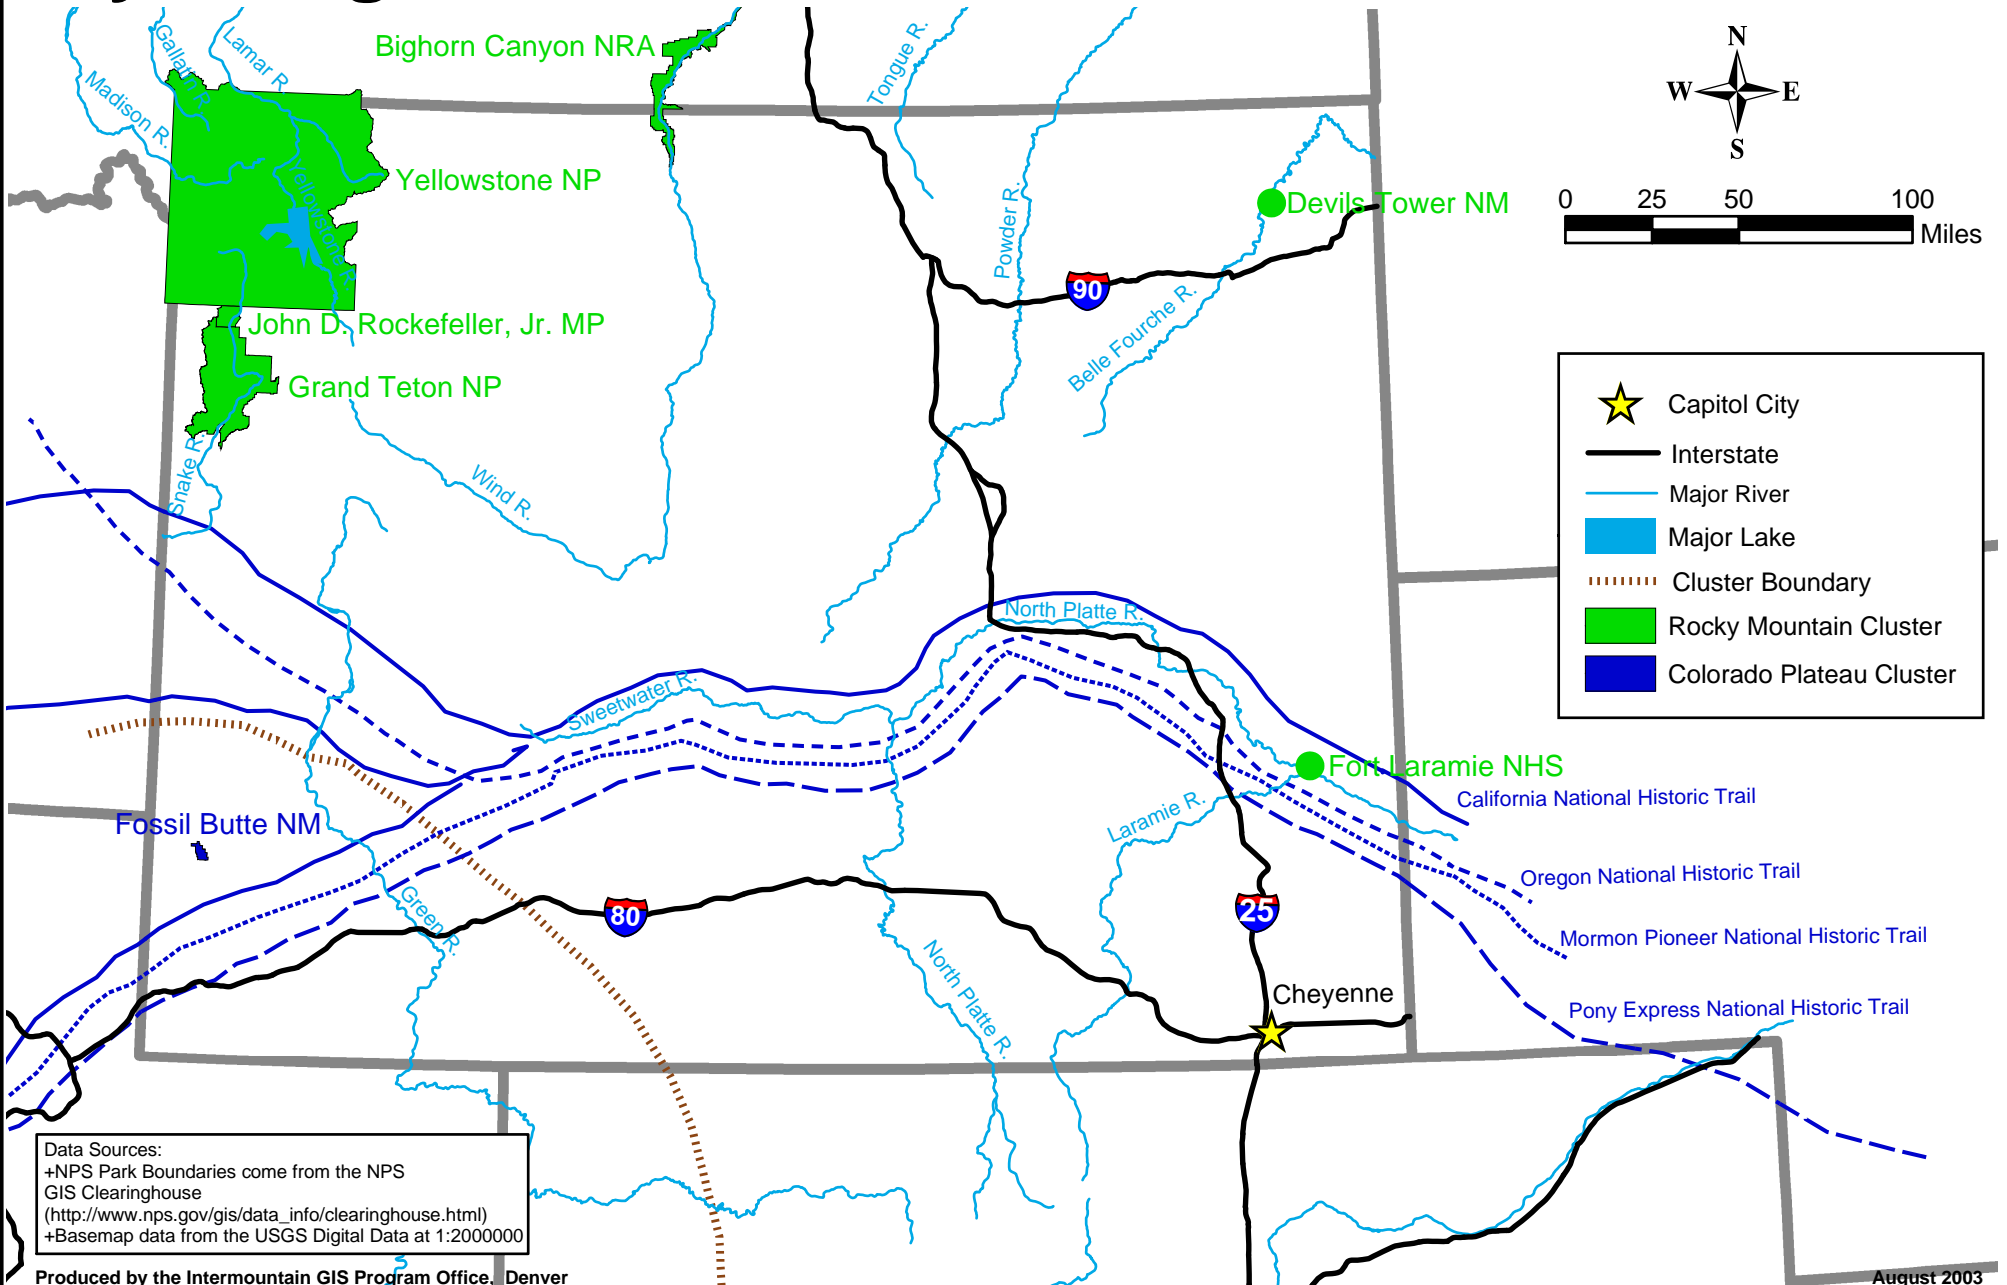 Bighorn Canyon NRA
Gallatin R.
Lamar R.
Madison R.
Tongue R.
N
W E
S
Yellowstone NP
Yellowstone R.
Powder R.
Devils Tower NM
0 25 50 100
Miles
90
John D. Rockefeller, Jr. MP
Belle Fourche R.
Grand Teton NP
Snake R.
Wind R.
Capitol City
Interstate
Major River
Major Lake
Cluster Boundary
Rocky Mountain Cluster
Colorado Plateau Cluster
North Platte R.
Sweetwater R.
Fort Laramie NHS
California National Historic Trail
Laramie R.
Fossil Butte NM
Oregon National Historic Trail
Green R.
80
25
Mormon Pioneer National Historic Trail
North Platte R.
Cheyenne
Pony Express National Historic Trail
Data Sources:
+NPS Park Boundaries come from the NPS
GIS Clearinghouse
(http://www.nps.gov/gis/data_info/clearinghouse.html)
+Basemap data from the USGS Digital Data at 1:2000000
Produced by the Intermountain GIS Program Office, Denver
August 2003